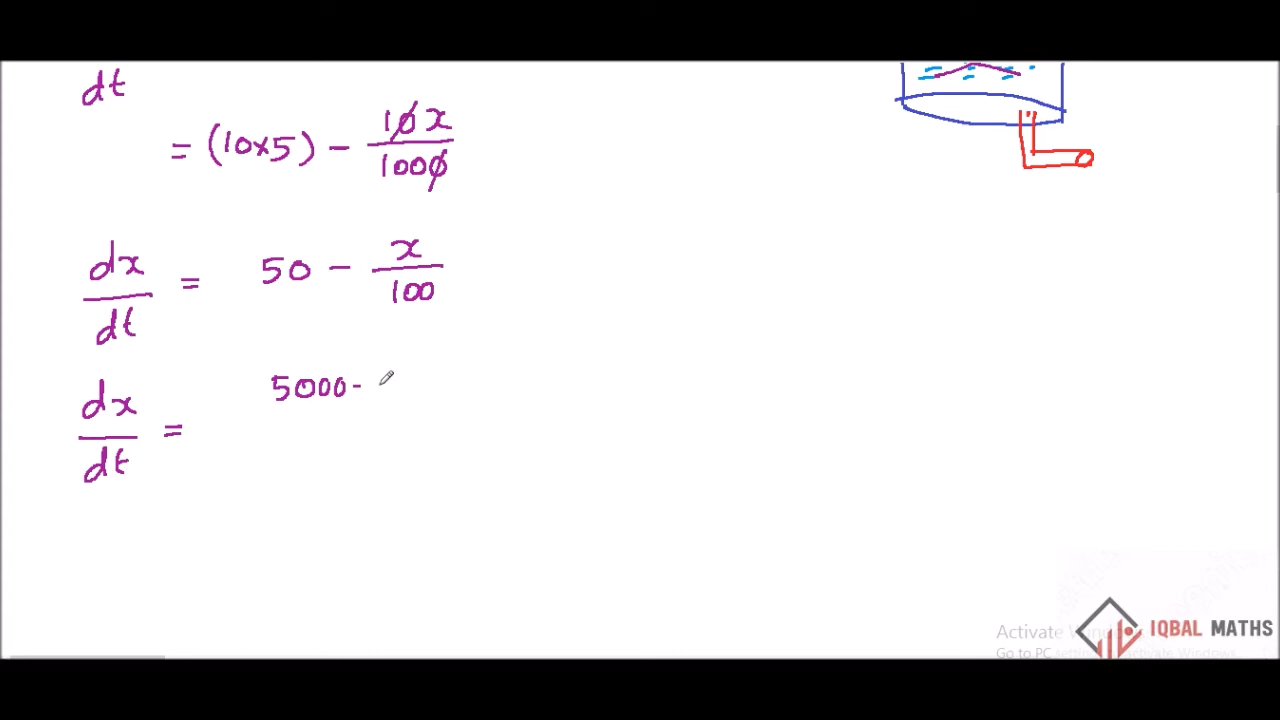 dt
= (10×5) - 10x/1000
dx/dt = 50 - x/100
dx/dt = 5000-
Activate Win
Go to PC settings to activate Windows.
IQBAL MATHS